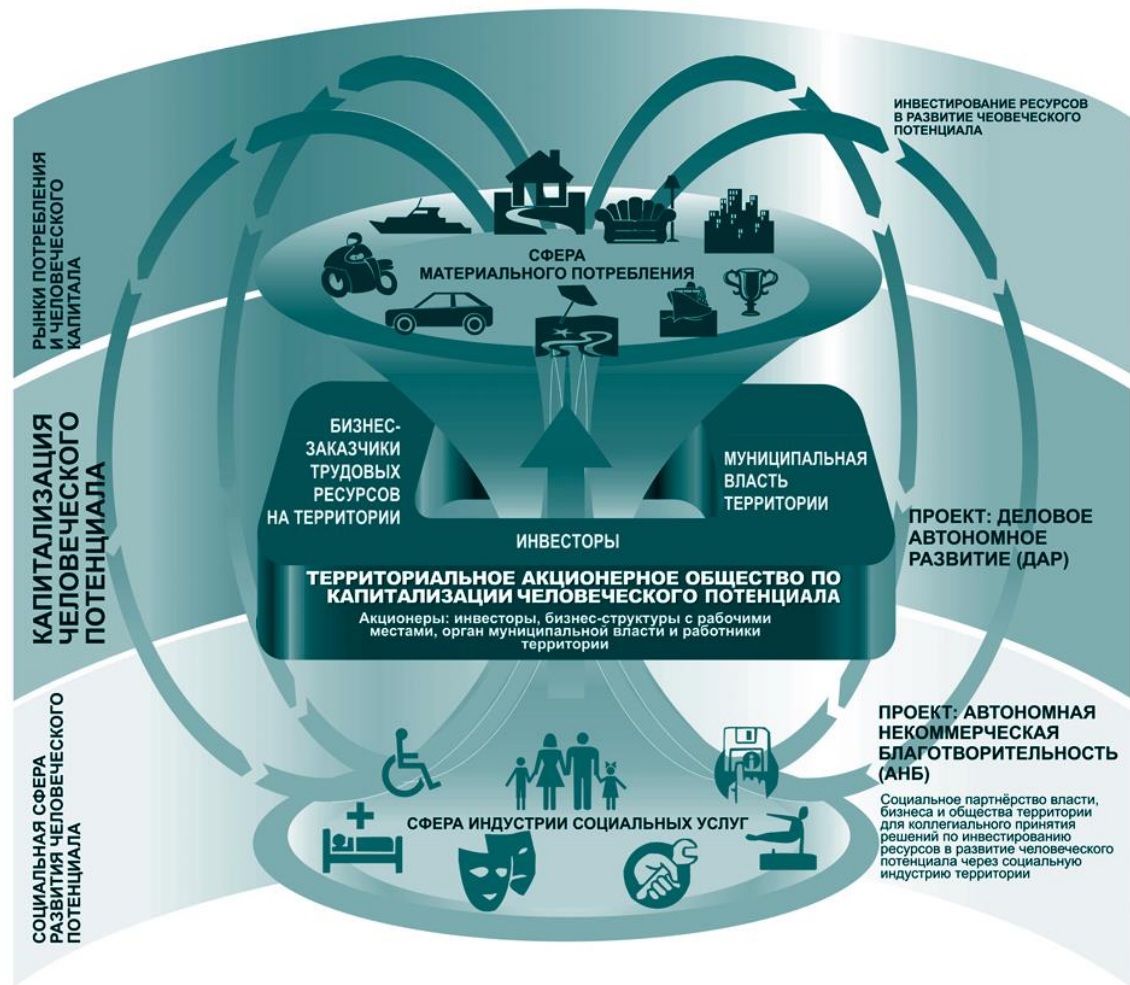 ИНВЕСТИРОВАНИЕ РЕСУРСОВ
В РАЗВИТИЕ ЧЕОВЕЧЕСКОГО
ПОТЕНЦИАЛА
РЫНКИ ПОТРЕБЛЕНИЯ
И ЧЕЛОВЕЧЕСКОГО
КАПИТАЛА
СФЕРА
МАТЕРИАЛЬНОГО ПОТРЕБЛЕНИЯ
КАПИТАЛИЗАЦИЯ
ЧЕЛОВЕЧЕСКОГО
ПОТЕНЦИАЛА
БИЗНЕС-
ЗАКАЗЧИКИ
ТРУДОВЫХ
РЕСУРСОВ
НА ТЕРРИТОРИИ
МУНИЦИПАЛЬНАЯ
ВЛАСТЬ
ТЕРРИТОРИИ
ИНВЕСТОРЫ
ТЕРРИТОРИАЛЬНОЕ АКЦИОНЕРНОЕ ОБЩЕСТВО ПО
КАПИТАЛИЗАЦИИ ЧЕЛОВЕЧЕСКОГО ПОТЕНЦИАЛА
Акционеры: инвесторы, бизнес-структуры с рабочими
местами, орган муниципальной власти и работники
территории
ПРОЕКТ: ДЕЛОВОЕ
АВТОНОМНОЕ
РАЗВИТИЕ (ДАР)
СОЦИАЛЬНАЯ СФЕРА
РАЗВИТИЯ ЧЕЛОВЕЧЕСКОГО
ПОТЕНЦИАЛА
СФЕРА ИНДУСТРИИ СОЦИАЛЬНЫХ УСЛУГ
ПРОЕКТ: АВТОНОМНАЯ
НЕКОММЕРЧЕСКАЯ
БЛАГОТВОРИТЕЛЬНОСТЬ
(АНБ)
Социальное партнёрство власти,
бизнеса и общества территории
для коллегиального принятия
решений по инвестированию
ресурсов в развитие человеческого
потенциала через социальную
индустрию территории